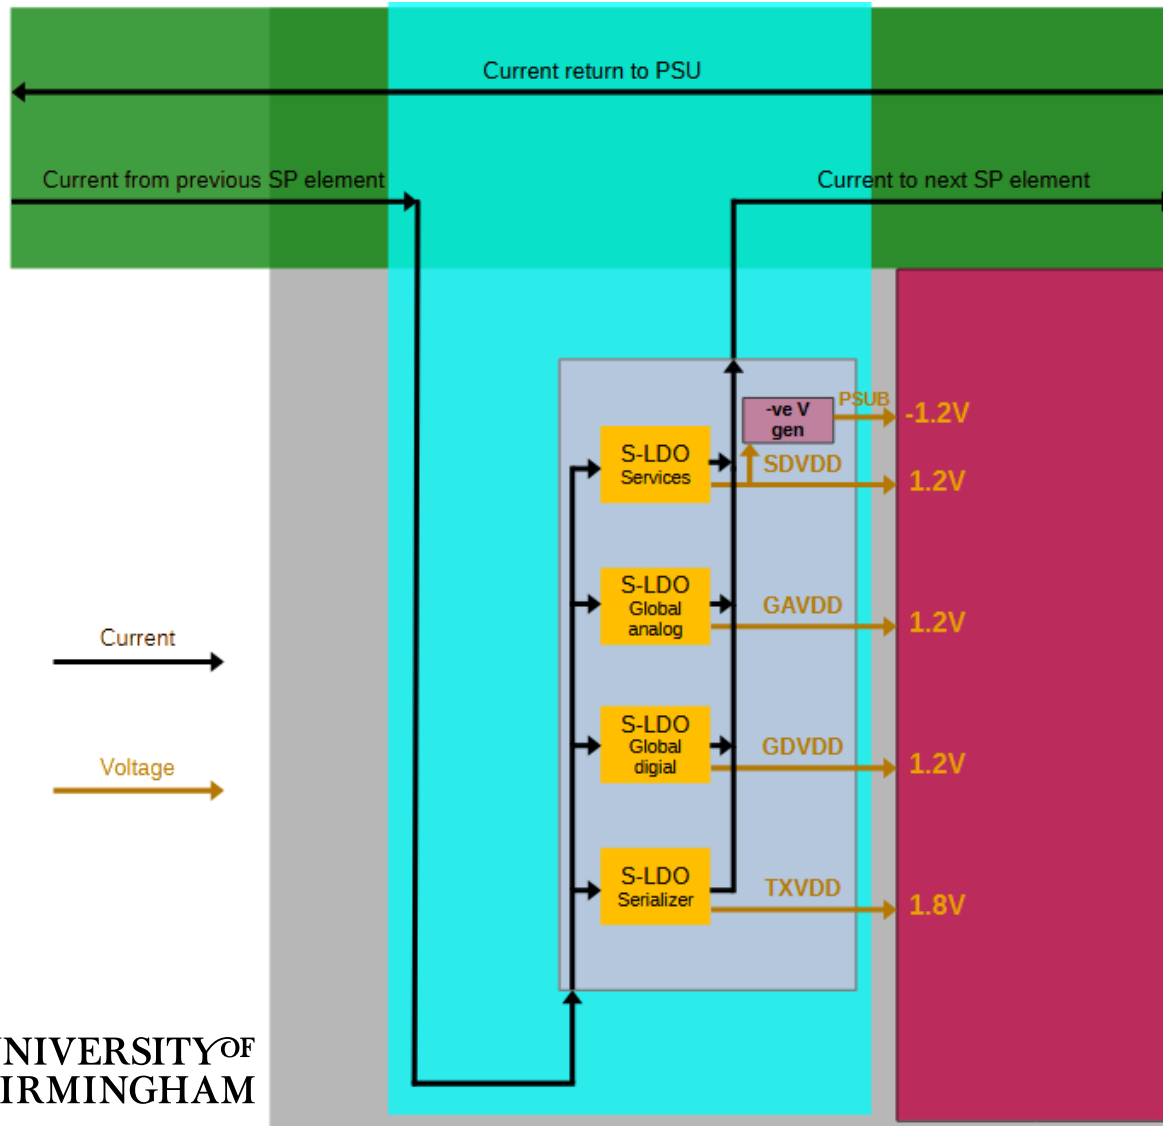 Current return to PSU
Current from previous SP element
Current to next SP element
-ve V
gen
PSUB
-1.2V
S-LDO
Services
SDVDD
1.2V
S-LDO
Global
analog
GAVDD
1.2V
Current
S-LDO
Global
digial
GDVDD
1.2V
Voltage
S-LDO
Serializer
TXVDD
1.8V
NIVERSITY OF
IRMINGHAM